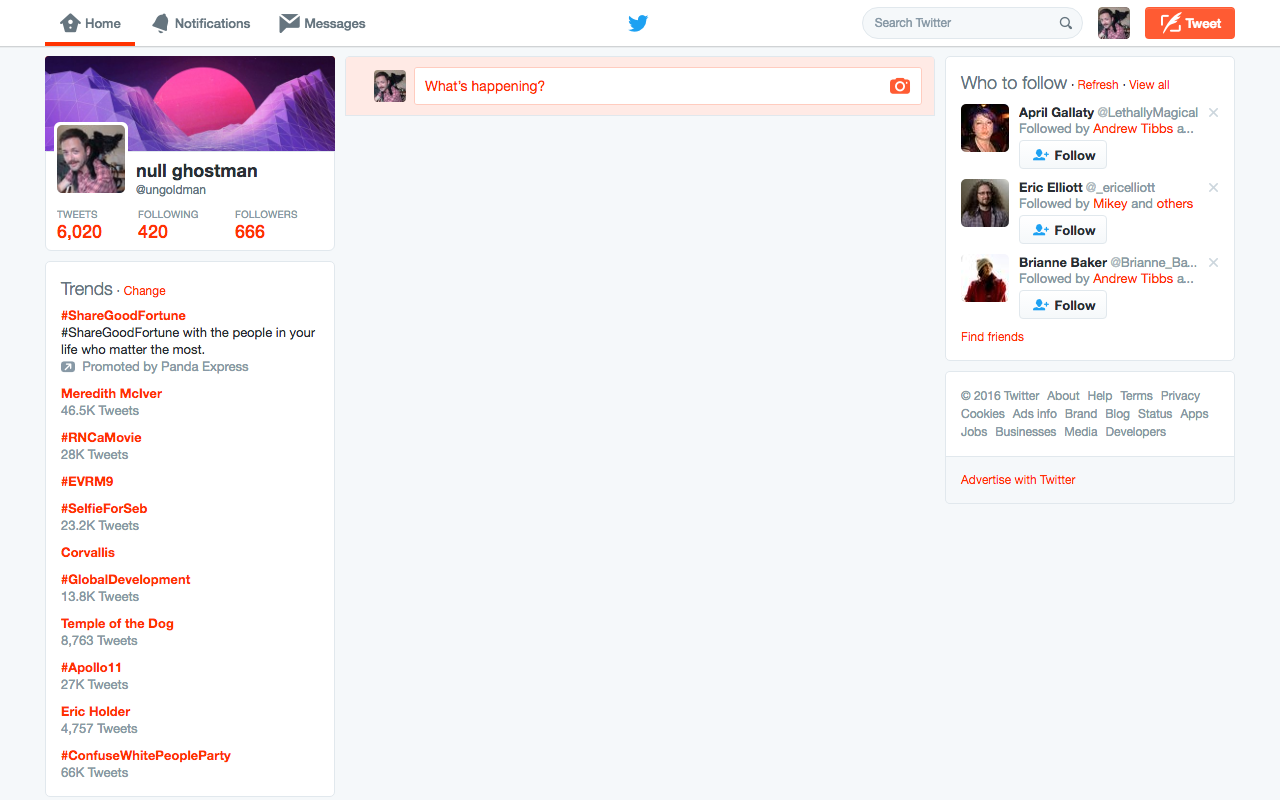 Home
Notifications
Messages
Search Twitter
Tweet
null ghostman
@ungoldman
TWEETS FOLLOWING FOLLOWERS
6,020 420 666
Trends · Change
#ShareGoodFortune
#ShareGoodFortune with the people in your
life who matter the most.
Promoted by Panda Express
Meredith McIver
46.5K Tweets
#RNCaMovie
28K Tweets
#EVRM9
#SelfieForSeb
23.2K Tweets
Corvallis
#GlobalDevelopment
13.8K Tweets
Temple of the Dog
8,763 Tweets
#Apollo11
27K Tweets
Eric Holder
4,757 Tweets
#ConfuseWhitePeopleParty
66K Tweets
What's happening?
Who to follow · Refresh · View all
April Gallaty @LethallyMagical
Followed by Andrew Tibbs a...
Follow
Eric Elliott @_ericelliott
Followed by Mikey and others
Follow
Brianne Baker @Brianne_Ba...
Followed by Andrew Tibbs a...
Follow
Find friends
© 2016 Twitter About Help Terms Privacy
Cookies Ads info Brand Blog Status Apps
Jobs Businesses Media Developers
Advertise with Twitter